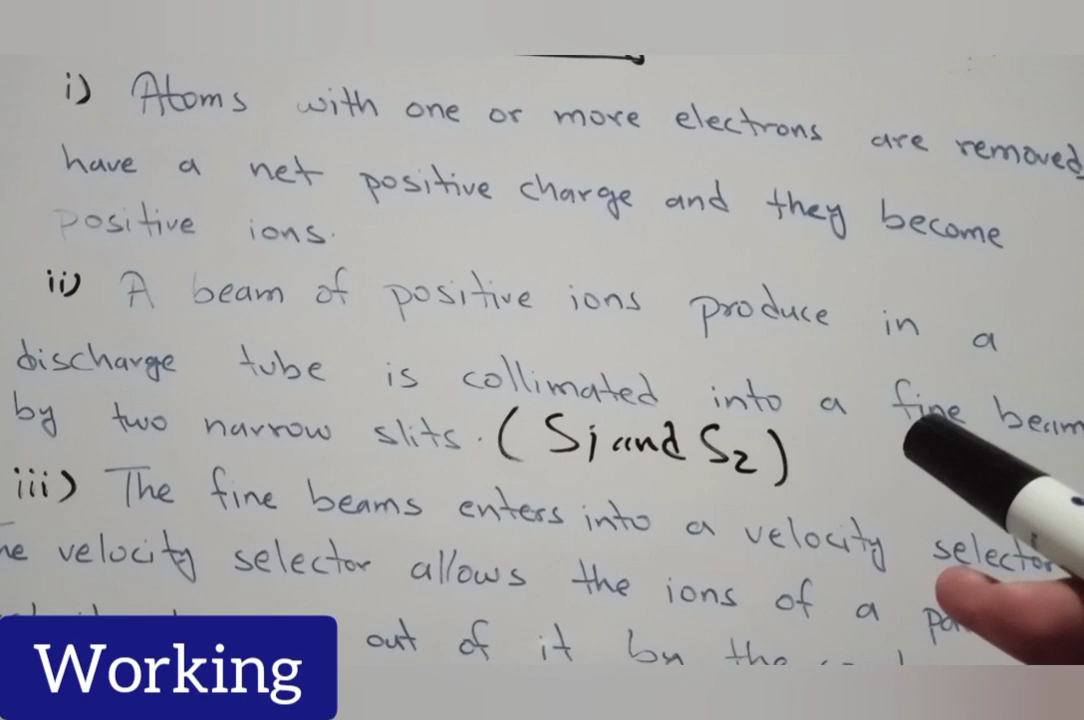 i) Atoms with one or more electrons are removed
have a net positive charge and they become
positive ions.
ii) A beam of positive ions produce in a
discharge tube is collimated into a fine beam
by two narrow slits. (S1 and S2)
iii) The fine beams enters into a velocity selector
velocity selector allows the ions of a
out of it by the
Working